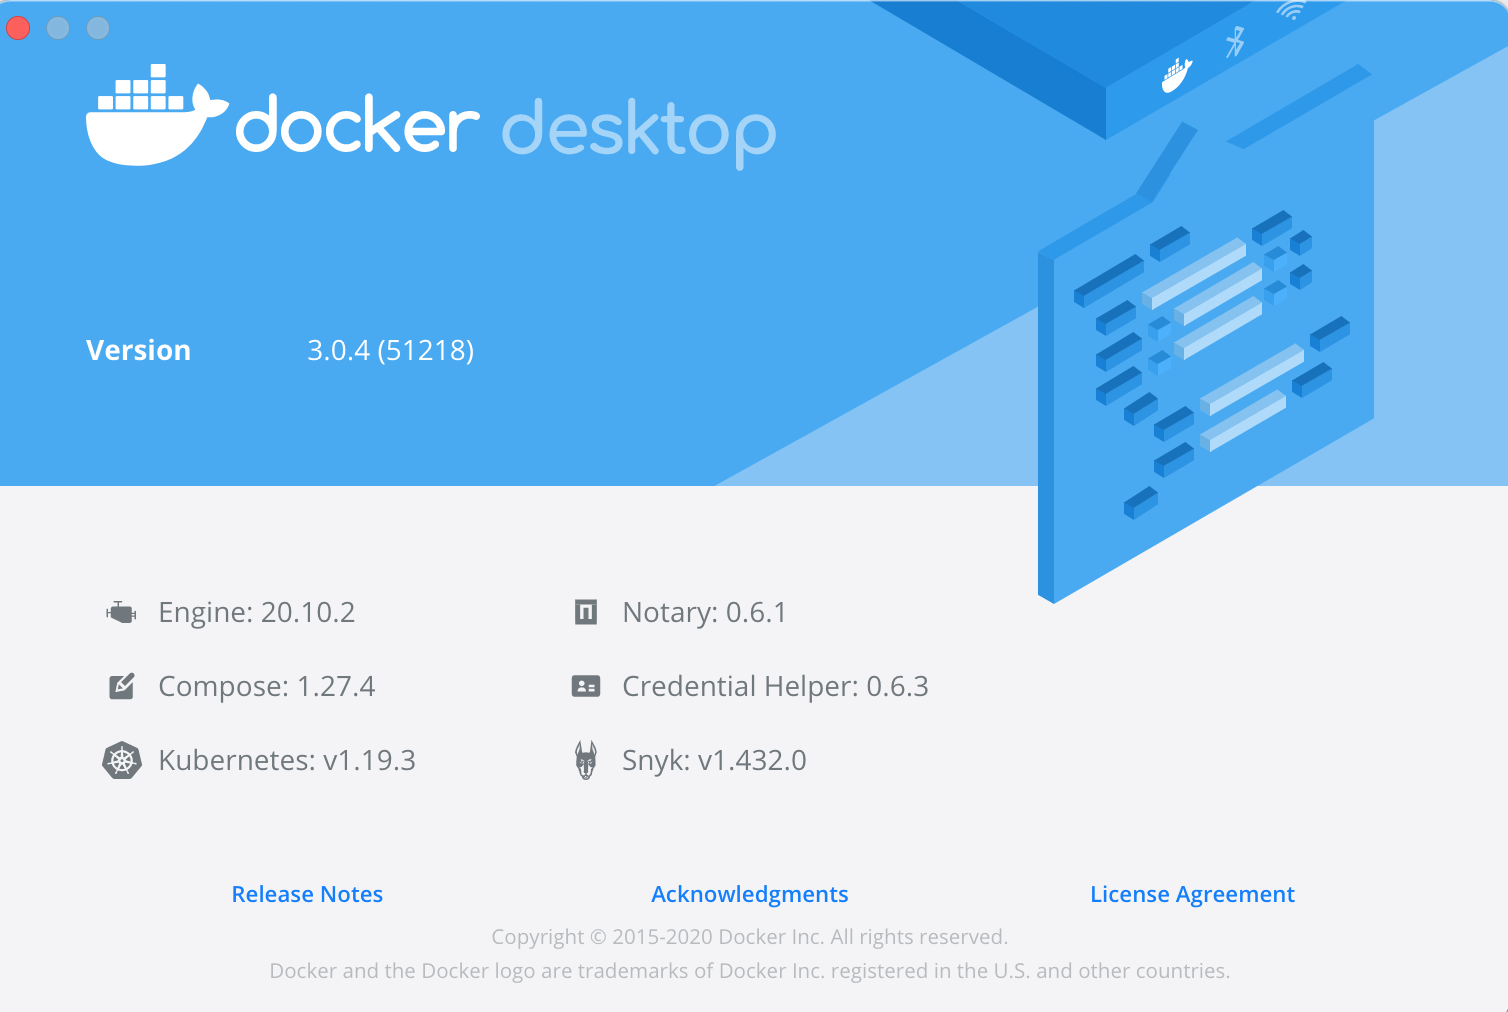 docker desktop
Version 3.0.4 (51218)
Engine: 20.10.2
Notary: 0.6.1
Compose: 1.27.4
Credential Helper: 0.6.3
Kubernetes: v1.19.3
Snyk: v1.432.0
Release Notes
Acknowledgments
License Agreement
Copyright © 2015-2020 Docker Inc. All rights reserved.
Docker and the Docker logo are trademarks of Docker Inc. registered in the U.S. and other countries.